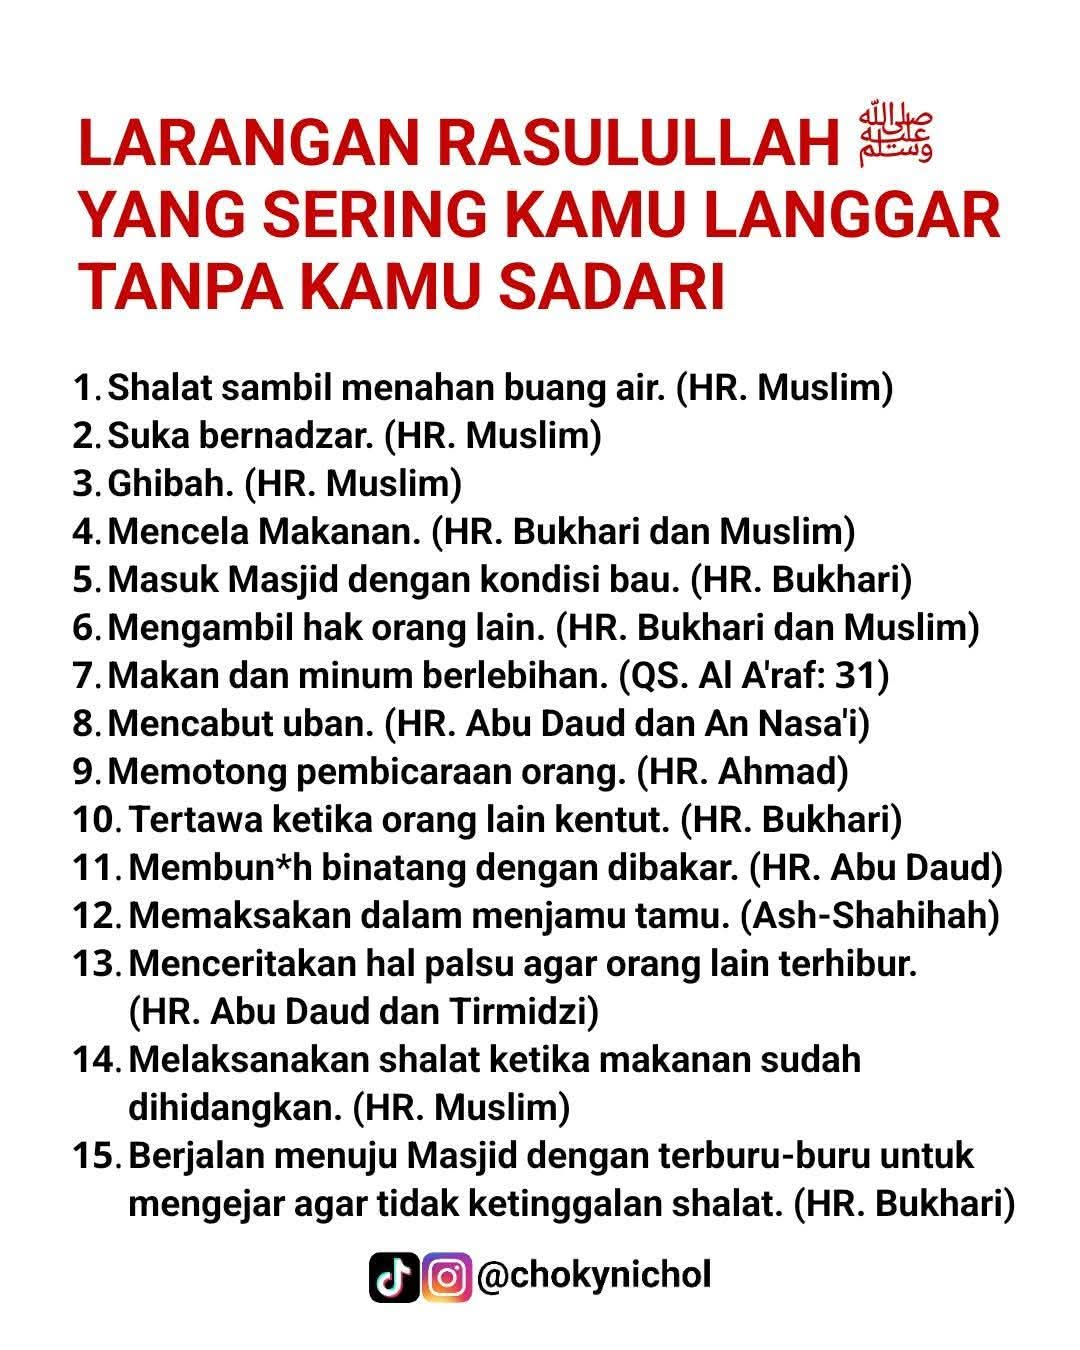 LARANGAN RASULULLAH ﷺ
YANG SERING KAMU LANGGAR
TANPA KAMU SADARI
1. Shalat sambil menahan buang air. (HR. Muslim)
2. Suka bernadzar. (HR. Muslim)
3. Ghibah. (HR. Muslim)
4. Mencela Makanan. (HR. Bukhari dan Muslim)
5. Masuk Masjid dengan kondisi bau. (HR. Bukhari)
6. Mengambil hak orang lain. (HR. Bukhari dan Muslim)
7. Makan dan minum berlebihan. (QS. Al A'raf: 31)
8. Mencabut uban. (HR. Abu Daud dan An Nasa'i)
9. Memotong pembicaraan orang. (HR. Ahmad)
10. Tertawa ketika orang lain kentut. (HR. Bukhari)
11. Membun*h binatang dengan dibakar. (HR. Abu Daud)
12. Memaksakan dalam menjamu tamu. (Ash-Shahihah)
13. Menceritakan hal palsu agar orang lain terhibur.
(HR. Abu Daud dan Tirmidzi)
14. Melaksanakan shalat ketika makanan sudah
dihidangkan. (HR. Muslim)
15. Berjalan menuju Masjid dengan terburu-buru untuk
mengejar agar tidak ketinggalan shalat. (HR. Bukhari)
@chokynichol